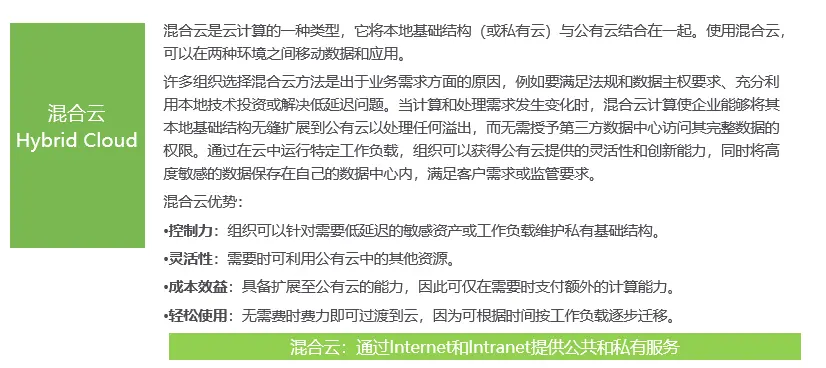 混合云
Hybrid Cloud
混合云是云计算的一种类型，它将本地基础结构（或私有云）与公有云结合在一起。使用混合云，
可以在两种环境之间移动数据和应用。
许多组织选择混合云方法是出于业务需求方面的原因，例如要满足法规和数据主权要求、充分利
用本地技术投资或解决低延迟问题。当计算和处理需求发生变化时，混合云计算使企业能够将其
本地基础结构无缝扩展到公有云以处理任何溢出，而无需授予第三方数据中心访问其完整数据的
权限。通过在云中运行特定工作负载，组织可以获得公有云提供的灵活性和创新能力，同时将高
度敏感的数据保存在自己的数据中心内，满足客户需求或监管要求。
混合云优势：
•控制力：组织可以针对需要低延迟的敏感资产或工作负载维护私有基础结构。
•灵活性：需要时可利用公有云中的其他资源。
•成本效益：具备扩展至公有云的能力，因此可仅在需要时支付额外的计算能力。
•轻松使用：无需费时费力即可过渡到云，因为可根据时间按工作负载逐步迁移。
混合云：通过Internet和Intranet提供公共和私有服务